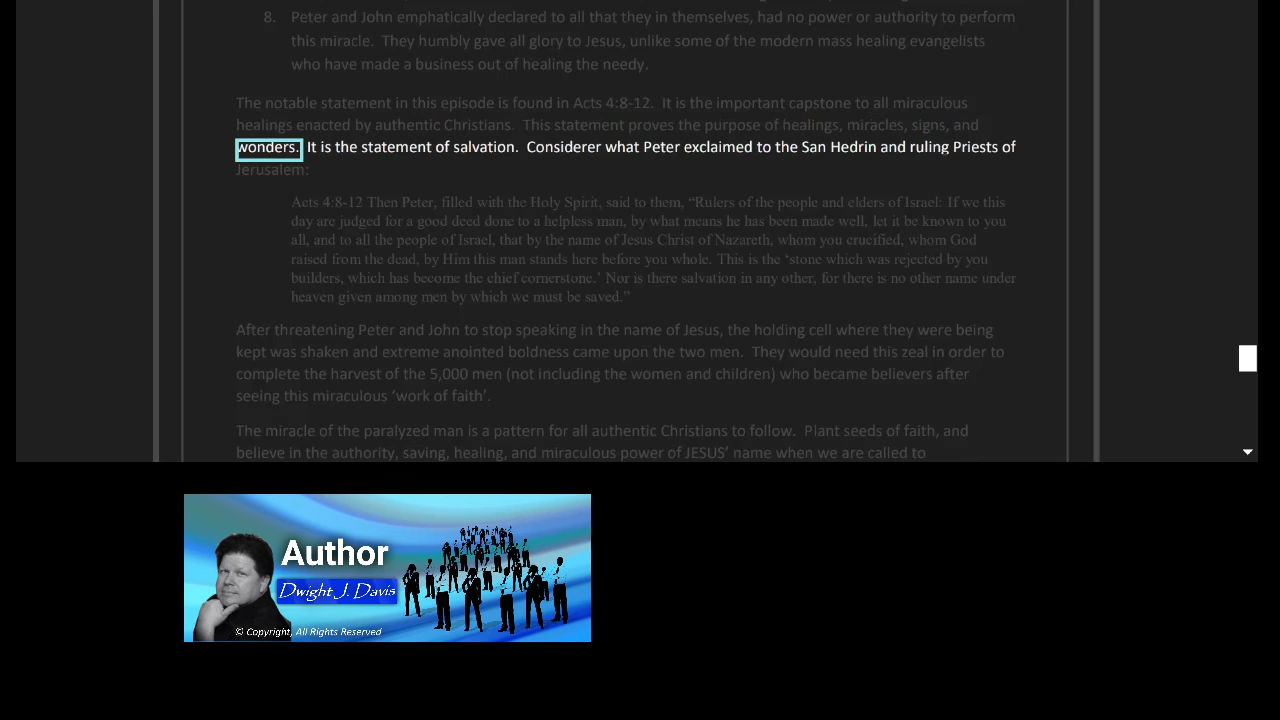 8. Peter and John emphatically declared to all that they in themselves, had no power or authority to perform
this miracle. They humbly gave all glory to Jesus, unlike some of the modern mass healing evangelists
who have made a business out of healing the needy.
The notable statement in this episode is found in Acts 4:8-12. It is the important capstone to all miraculous
healings enacted by authentic Christians. This statement proves the purpose of healings, miracles, signs, and
wonders. It is the statement of salvation. Considerer what Peter exclaimed to the San Hedrin and ruling Priests of
Jerusalem:
Acts 4:8-12 Then Peter, filled with the Holy Spirit, said to them, “Rulers of the people and elders of Israel: If we this
day are judged for a good deed done to a helpless man, by what means he has been made well, let it be known to you
all, and to all the people of Israel, that by the name of Jesus Christ of Nazareth, whom you crucified, whom God
raised from the dead, by Him this man stands here before you whole. This is the ‘stone which was rejected by you
builders, which has become the chief cornerstone.’ Nor is there salvation in any other, for there is no other name under
heaven given among men by which we must be saved.”
After threatening Peter and John to stop speaking in the name of Jesus, the holding cell where they were being
kept was shaken and extreme anointed boldness came upon the two men. They would need this zeal in order to
complete the harvest of the 5,000 men (not including the women and children) who became believers after
seeing this miraculous ‘work of faith’.
The miracle of the paralyzed man is a pattern for all authentic Christians to follow. Plant seeds of faith, and
believe in the authority, saving, healing, and miraculous power of JESUS’ name when we are called to
Author
Dwight J. Davis
© Copyright, All Rights Reserved